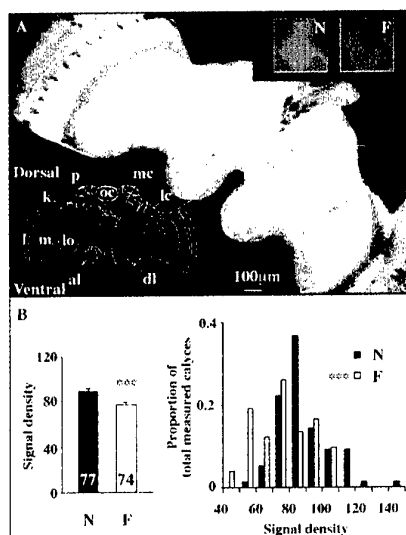 A
N F
Dorsal p oc mc
k lc
l m lo
al dl
Ventral
100μm
B
Signal density
120
80
40
0
77 74
*** 
N F
Proportion of
total measured calyces
0.4
0.2
0
N
*** F
40 60 80 100 120 140
Signal density